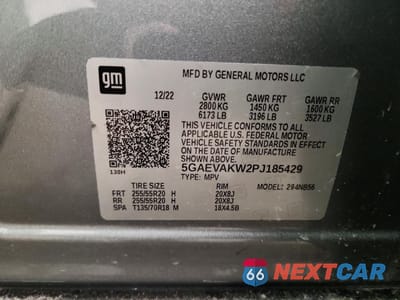 gm
MFD BY GENERAL MOTORS LLC
12/22 GVWR GAWR FRT GAWR RR
2800 KG 1450 KG 1600 KG
6173 LB 3196 LB 3527 LB
THIS VEHICLE CONFORMS TO ALL
APPLICABLE U.S. FEDERAL MOTOR
VEHICLE SAFETY STANDARDS IN
EFFECT ON THE DATE OF
MANUFACTURE SHOWN ABOVE.
138H 5GAEVAKW2PJ185429
TYPE: MPV MODEL: 294NB56
TIRE SIZE RIM
FRT 255/55R20 H 20X8J
RR 255/55R20 H 20X8J
SPA T135/70R18 M 18X4.5B
66 NEXTCAR